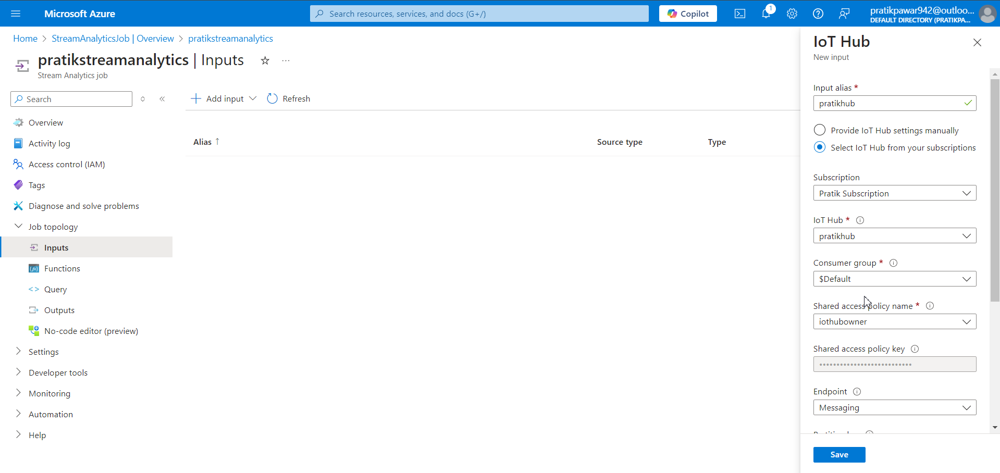 Microsoft Azure
Search resources, services, and docs (G+/)
Copilot
1
pratikpawar942@outloo...
DEFAULT DIRECTORY (PRATIKPA...
Home > StreamAnalyticsJob | Overview > pratikstreamanalytics
pratikstreamanalytics | Inputs
Stream Analytics job
Search
Add input
Refresh
Overview
Activity log
Access control (IAM)
Tags
Diagnose and solve problems
Job topology
Inputs
Functions
Query
Outputs
No-code editor (preview)
Settings
Developer tools
Monitoring
Automation
Help
Alias ↑
Source type
Type
IoT Hub
New input
Input alias *
pratikhub
Provide IoT Hub settings manually
Select IoT Hub from your subscriptions
Subscription
Pratik Subscription
IoT Hub *
pratikhub
Consumer group *
$Default
Shared access policy name *
iothubowner
Shared access policy key
Endpoint
Messaging
Save